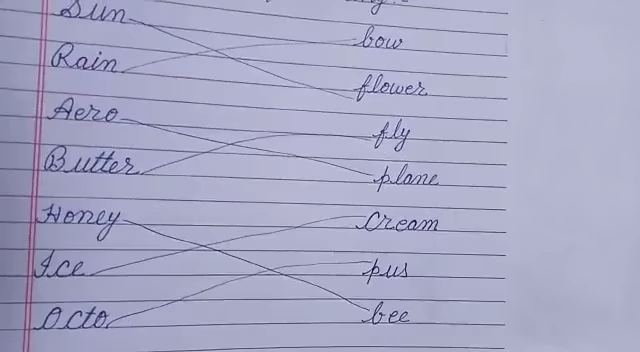 Sun
bow
Rain
flower
Aero
fly
Butter
plane
Honey
cream
Ice
pus
Octo
bee